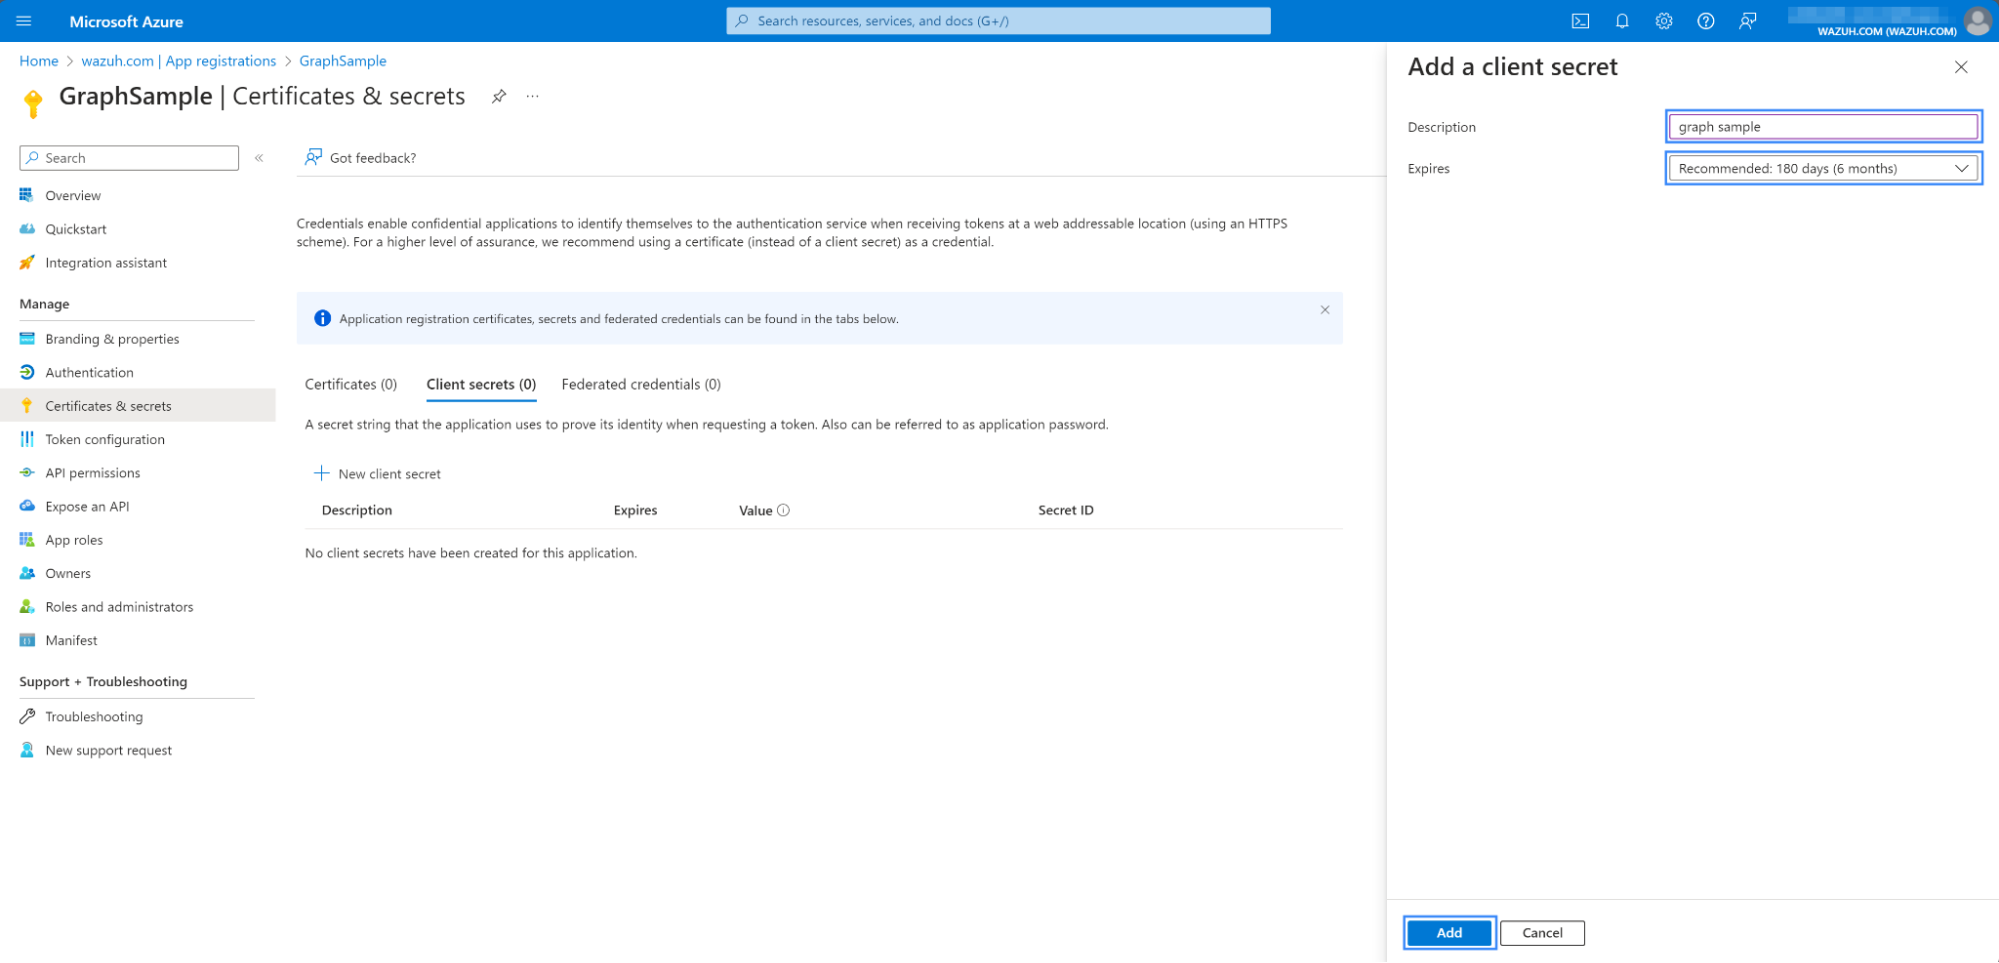 Microsoft Azure
Search resources, services, and docs (G+/)
WAZUH.COM (WAZUH.COM)
Home > wazuh.com | App registrations > GraphSample
GraphSample | Certificates & secrets
Search
Overview
Quickstart
Integration assistant
Manage
Branding & properties
Authentication
Certificates & secrets
Token configuration
API permissions
Expose an API
App roles
Owners
Roles and administrators
Manifest
Support + Troubleshooting
Troubleshooting
New support request
Got feedback?
Credentials enable confidential applications to identify themselves to the authentication service when receiving tokens at a web addressable location (using an HTTPS
scheme). For a higher level of assurance, we recommend using a certificate (instead of a client secret) as a credential.
Application registration certificates, secrets and federated credentials can be found in the tabs below.
Certificates (0) Client secrets (0) Federated credentials (0)
A secret string that the application uses to prove its identity when requesting a token. Also can be referred to as application password.
New client secret
Description Expires Value Secret ID
No client secrets have been created for this application.
Add a client secret
Description graph sample
Expires Recommended: 180 days (6 months)
Add Cancel